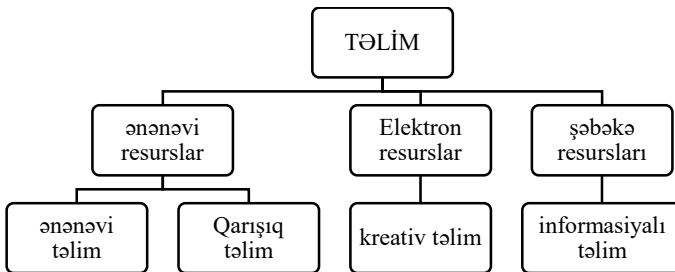 TƏLİM
ənənəvi
resurslar
Elektron
resurslar
şəbəkə
resursları
ənənəvi
təlim
Qarışıq
təlim
kreativ təlim
informasiyalı
təlim